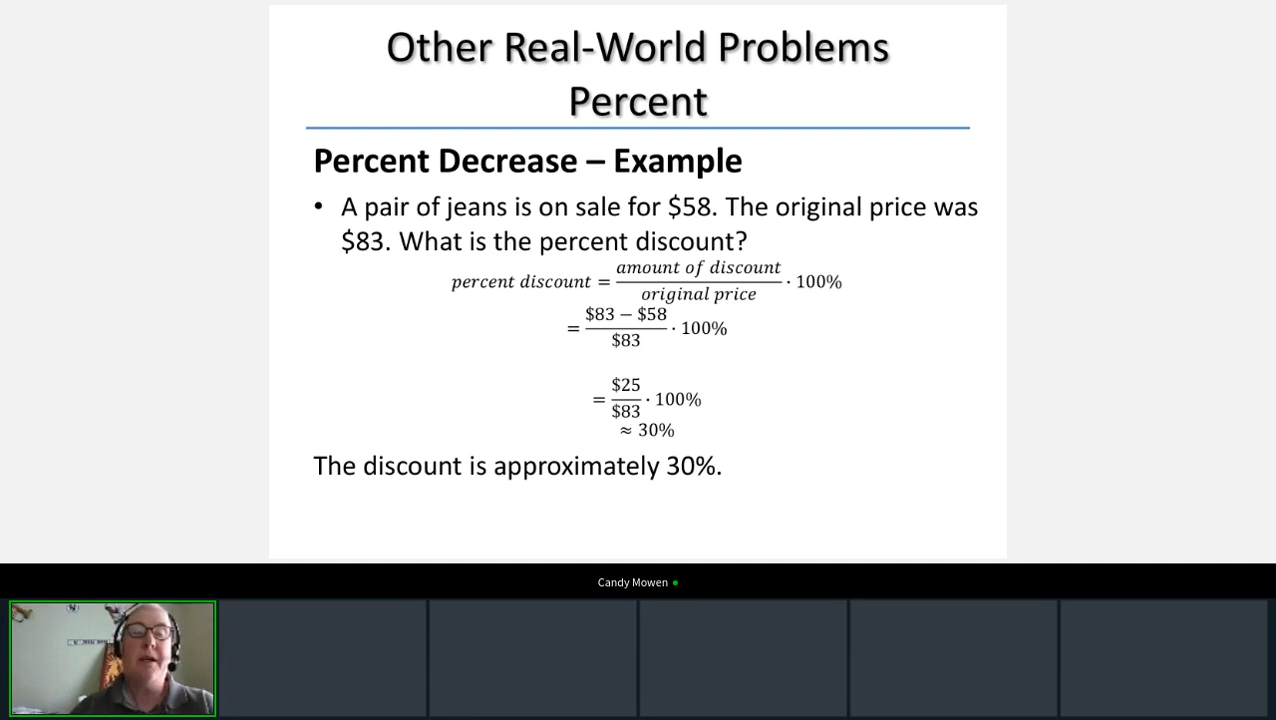 Other Real-World Problems
Percent
Percent Decrease – Example
• A pair of jeans is on sale for $58. The original price was
$83. What is the percent discount?
percent discount = amount of discount / original price · 100%
= $83 − $58 / $83 · 100%
= $25 / $83 · 100%
≈ 30%
The discount is approximately 30%.
Candy Mowen